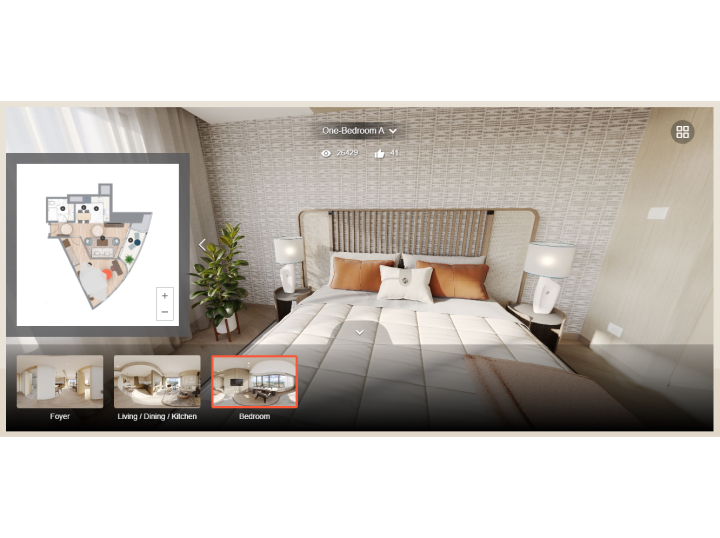 One-Bedroom A
26429 41
+
−
Foyer
Living / Dining / Kitchen
Bedroom